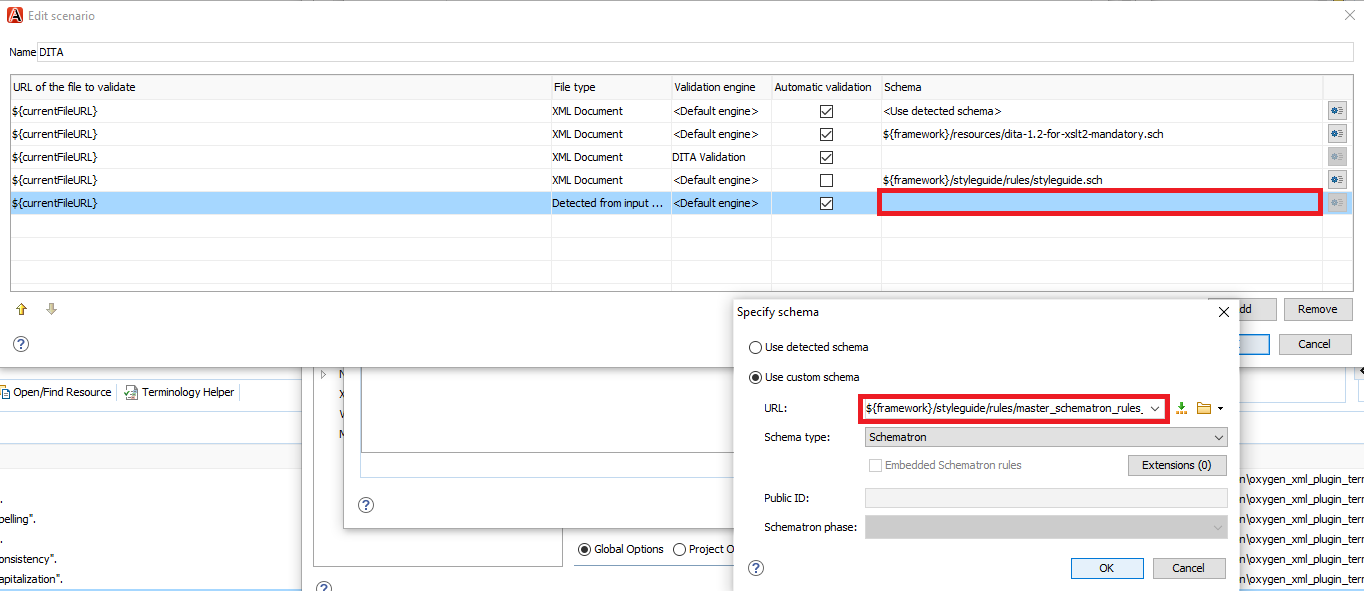 Edit scenario
Name DITA
URL of the file to validate File type Validation engine Automatic validation Schema
${currentFileURL} XML Document <Default engine> <Use detected schema>
${currentFileURL} XML Document <Default engine> ${framework}/resources/dita-1.2-for-xslt2-mandatory.sch
${currentFileURL} XML Document DITA Validation
${currentFileURL} XML Document <Default engine> ${framework}/styleguide/rules/styleguide.sch
${currentFileURL} Detected from input ... <Default engine>
Remove
Cancel
Specify schema
Use detected schema
Use custom schema
URL: ${framework}/styleguide/rules/master_schematron_rules_
Schema type: Schematron
Embedded Schematron rules Extensions (0)
Public ID:
Schematron phase:
OK Cancel
Open/Find Resource Terminology Helper
pelling".
onsistency".
apitalization".
Global Options Project O
n\oxygen_xml_plugin_terr
n\oxygen_xml_plugin_terr
n\oxygen_xml_plugin_terr
n\oxygen_xml_plugin_terr
n\oxygen_xml_plugin_terr
n\oxygen_xml_plugin_terr